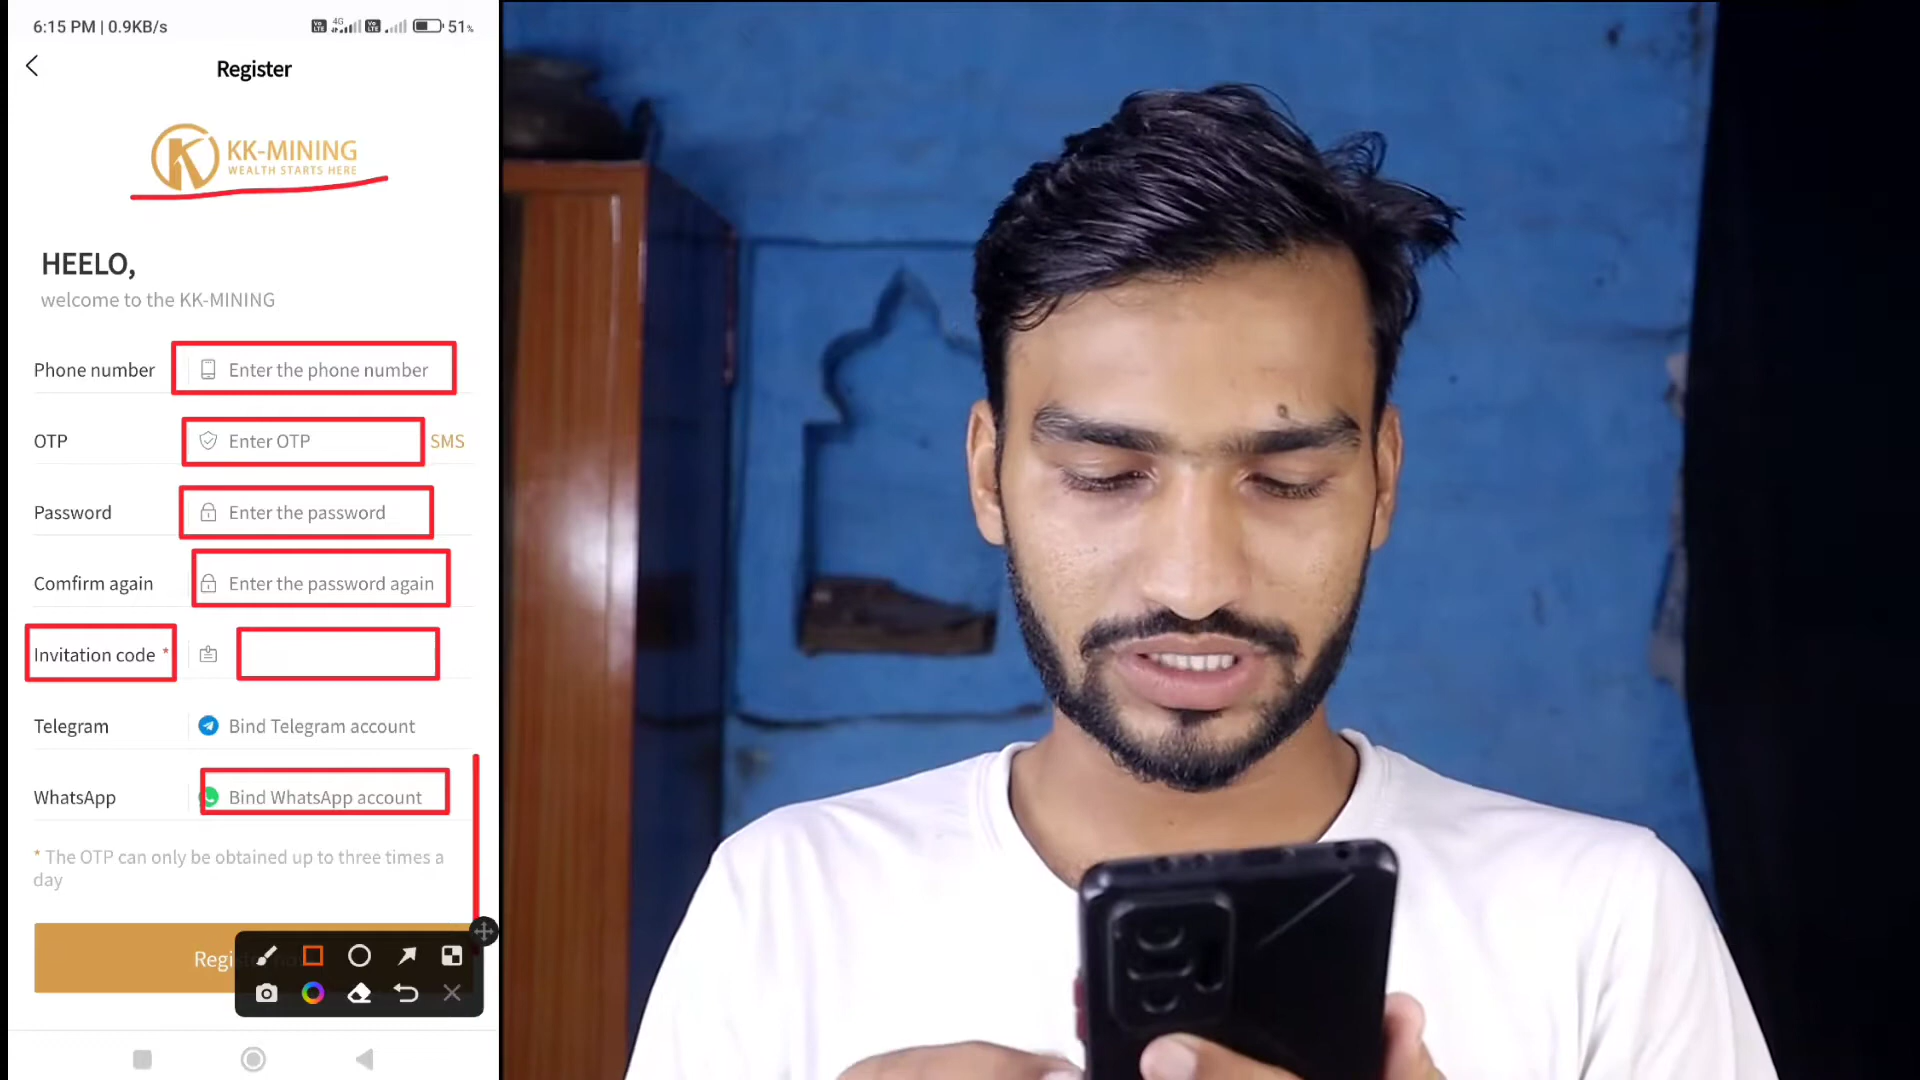 6:15 PM | 0.9KB/s 4G 51%
Register
KK-MINING
WEALTH STARTS HERE
HEELO,
welcome to the KK-MINING
Phone number Enter the phone number
OTP Enter OTP SMS
Password Enter the password
Comfirm again Enter the password again
Invitation code *
Telegram Bind Telegram account
WhatsApp Bind WhatsApp account
* The OTP can only be obtained up to three times a
day